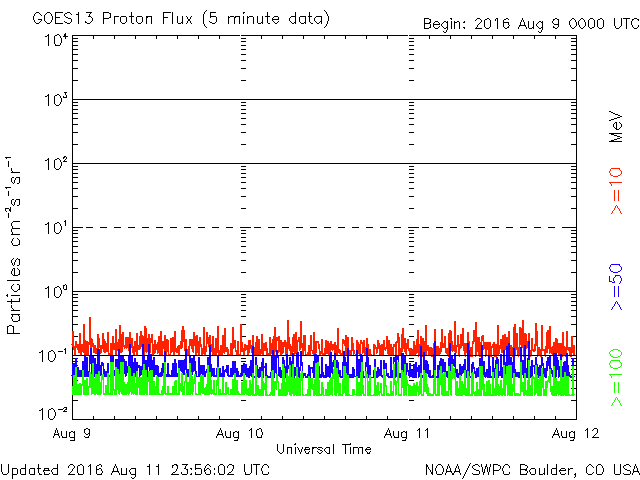 GOES13 Proton Flux (5 minute data)
Begin: 2016 Aug 9 0000 UTC
Particles cm⁻²s⁻¹sr⁻¹
10⁴
10³
10²
10¹
10⁰
10⁻¹
10⁻²
MeV
>=10
>=50
>=100
Aug 9
Aug 10
Aug 11
Aug 12
Universal Time
Updated 2016 Aug 11 23:56:02 UTC
NOAA/SWPC Boulder, CO USA